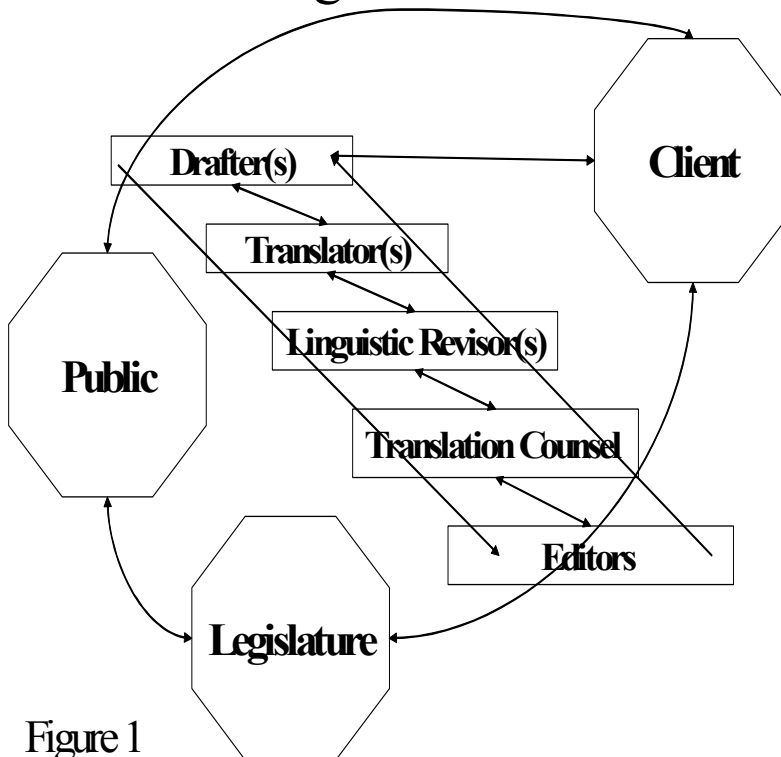 Drafter(s)
Client
Translator(s)
Linguistic Revisor(s)
Public
Translation Counsel
Editors
Legislature
Figure 1